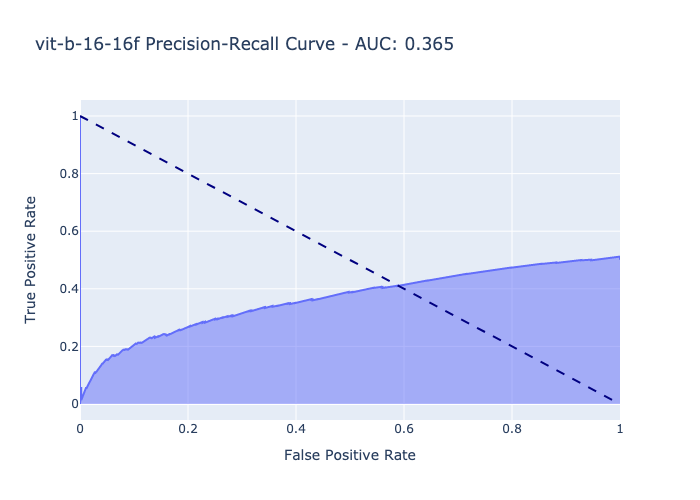 vit-b-16-16f Precision-Recall Curve - AUC: 0.365
1
0.8
0.6
0.4
0.2
0
0 0.2 0.4 0.6 0.8 1
True Positive Rate
False Positive Rate